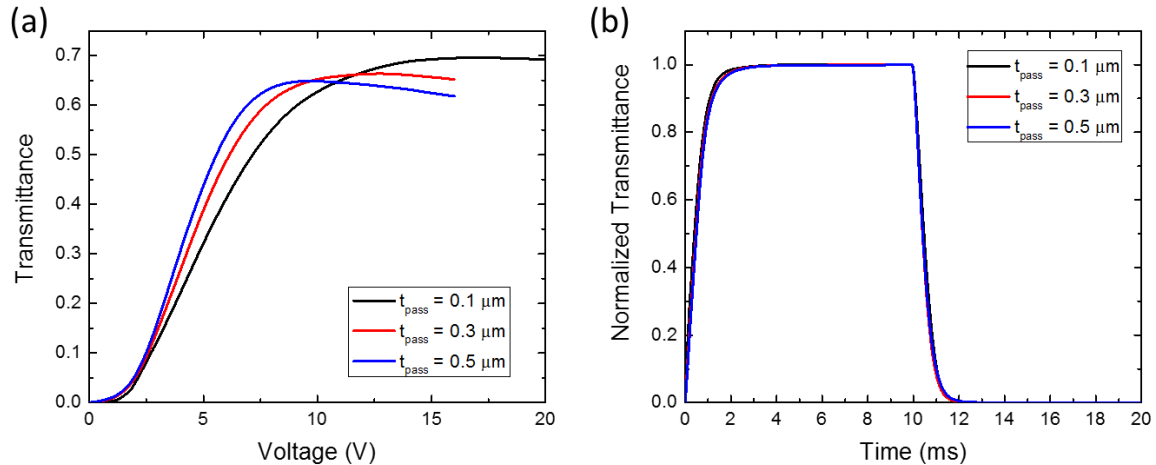 (a)
0.7
0.6
0.5
0.4
0.3
0.2
0.1
0.0
Transmittance
t_pass = 0.1 μm
t_pass = 0.3 μm
t_pass = 0.5 μm
0 5 10 15 20
Voltage (V)
(b)
1.0
0.8
0.6
0.4
0.2
0.0
Normalized Transmittance
t_pass = 0.1 μm
t_pass = 0.3 μm
t_pass = 0.5 μm
0 2 4 6 8 10 12 14 16 18 20
Time (ms)